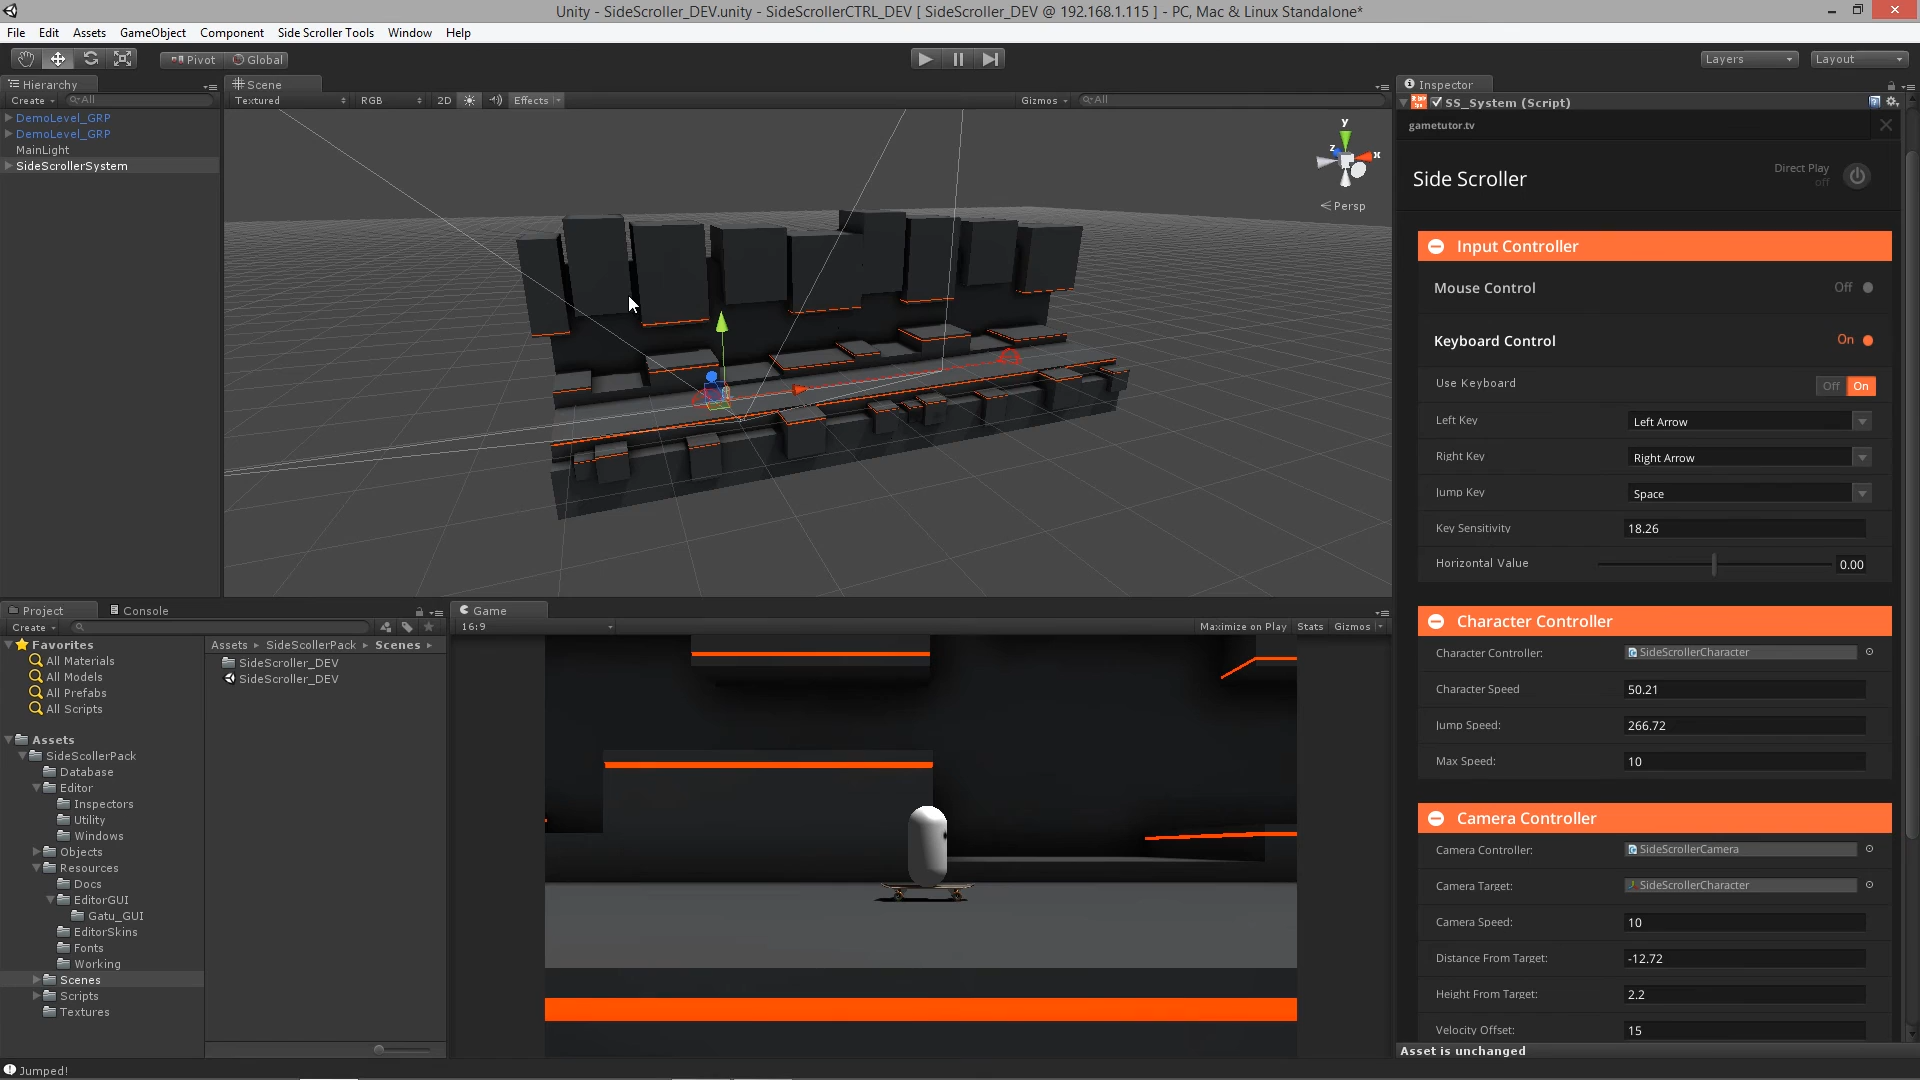 Unity - SideScroller_DEV.unity - SideScrollerCTRL_DEV [ SideScroller_DEV @ 192.168.1.115 ] - PC, Mac & Linux Standalone*
File Edit Assets GameObject Component Side Scroller Tools Window Help
Pivot Global Layers Layout
Hierarchy
Create All
DemoLevel_GRP
DemoLevel_GRP
MainLight
SideScrollerSystem
Scene
Textured RGB 2D Effects Gizmos All
y
z x
Persp
Project Console
Create
Favorites
All Materials
All Models
All Prefabs
All Scripts
Assets
SideScollerPack
Database
Editor
Inspectors
Utility
Windows
Objects
Resources
Docs
EditorGUI
Gatu_GUI
EditorSkins
Fonts
Working
Scenes
Scripts
Textures
Assets SideScollerPack Scenes
SideScroller_DEV
SideScroller_DEV
Game
16:9 Maximize on Play Stats Gizmos
Inspector
SS_System (Script)
gametutor.tv
Side Scroller
Direct Play
off
Input Controller
Mouse Control Off
Keyboard Control On
Use Keyboard Off On
Left Key Left Arrow
Right Key Right Arrow
Jump Key Space
Key Sensitivity 18.26
Horizontal Value 0.00
Character Controller
Character Controller: SideScrollerCharacter
Character Speed 50.21
Jump Speed: 266.72
Max Speed: 10
Camera Controller
Camera Controller: SideScrollerCamera
Camera Target: SideScrollerCharacter
Camera Speed: 10
Distance From Target: -12.72
Height From Target: 2.2
Velocity Offset: 15
Asset is unchanged
Jumped!